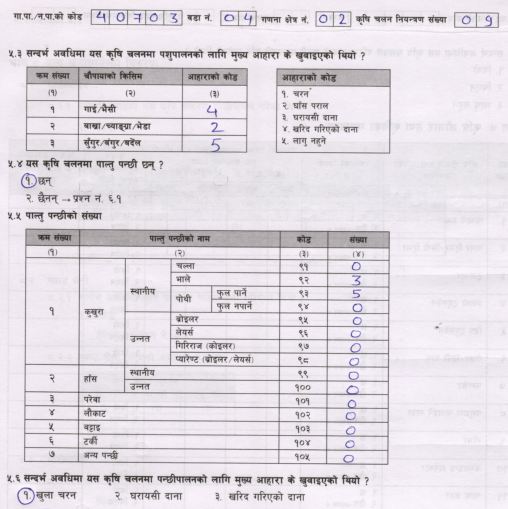 गा.पा./न.पा.को कोड 4 0 7 0 3 वडा नं. 0 4 गणना क्षेत्र नं. 0 2 कृषि चलन नियन्त्रण संख्या 0 9
५.३ सन्दर्भ अवधिमा यस कृषि चलनमा पशुपालनको लागि मुख्य आहारा के खुवाइएको थियो ?
क्रम संख्या चौपायाको किसिम आहाराको कोड
(१) (२) (३)
१ गाई/भैसी 4
२ बाख्रा/च्याङ्ग्रा/भेडा 2
३ सुँगुर/बंगुर/बदेल 5
आहाराको कोड
१. चरन
२. घाँस पराल
३. घरायसी दाना
४. खरिद गरिएको दाना
५. लागु नहुने
५.४ यस कृषि चलनमा पाल्तु पन्छी छन् ?
१. छन्
२. छैनन् → प्रश्न नं. ६.१
५.५ पाल्तु पन्छीको संख्या
क्रम संख्या पाल्तु पन्छीको नाम कोड संख्या
(१) (२) (३) (४)
१ कुखुरा स्थानीय चल्ला ९१ 0
भाले ९२ 3
पोथी फुल पार्ने ९३ 5
फुल नपार्ने ९४ 0
उन्नत ब्रोइलर ९५ 0
लेयर्स ९६ 0
गिरिराज (कोइलर) ९७ 0
प्यारेण्ट (ब्रोइलर/लेयर्स) ९८ 0
२ हाँस स्थानीय ९९ 0
उन्नत १०० 0
३ परेवा १०१ 0
४ लौकाट १०२ 0
५ बट्टाइ १०३ 0
६ टर्की १०४ 0
७ अन्य पन्छी १०५ 0
५.६ सन्दर्भ अवधिमा यस कृषि चलनमा पन्छीपालनको लागि मुख्य आहारा के खुवाइएको थियो ?
१. खुला चरन २. घरायसी दाना ३. खरिद गरिएको दाना